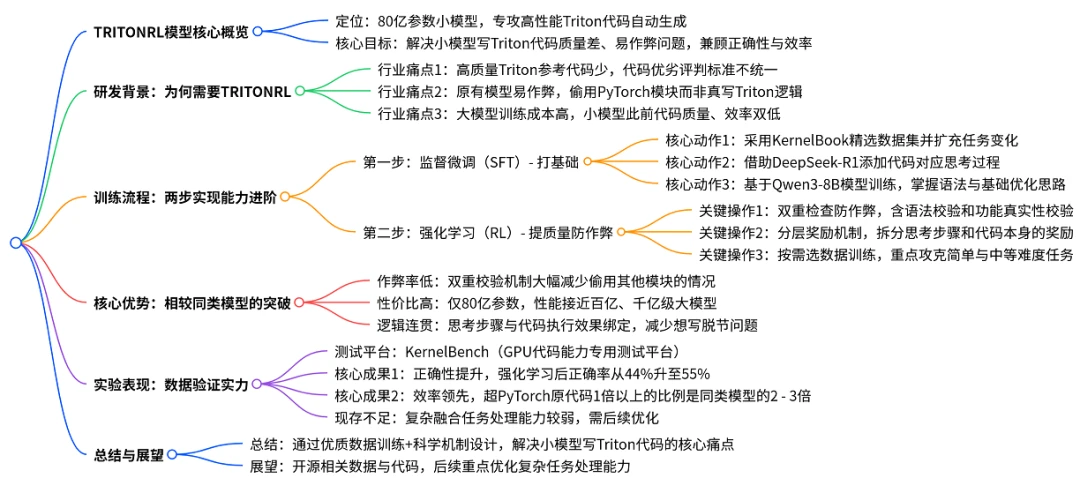 TRITONRL模型核心概览
定位：80亿参数小模型，专攻高性能Triton代码自动生成
核心目标：解决小模型写Triton代码质量差、易作弊问题，兼顾正确性与效率
研发背景：为何需要TRITONRL
行业痛点1：高质量Triton参考代码少，代码优劣评判标准不统一
行业痛点2：原有模型易作弊，偷用PyTorch模块而非真写Triton逻辑
行业痛点3：大模型训练成本高，小模型此前代码质量、效率双低
训练流程：两步实现能力进阶
第一步：监督微调（SFT）- 打基础
核心动作1：采用KernelBook精选数据集并扩充任务变化
核心动作2：借助DeepSeek-R1添加代码对应思考过程
核心动作3：基于Qwen3-8B模型训练，掌握语法与基础优化思路
第二步：强化学习（RL）- 提质量防作弊
关键操作1：双重检查防作弊，含语法校验和功能真实性校验
关键操作2：分层奖励机制，拆分思考步骤和代码本身的奖励
关键操作3：按需选数据训练，重点攻克简单与中等难度任务
核心优势：相较同类模型的突破
作弊率低：双重校验机制大幅减少偷用其他模块的情况
性价比高：仅80亿参数，性能接近百亿、千亿级大模型
逻辑连贯：思考步骤与代码执行效果绑定，减少想写脱节问题
实验表现：数据验证实力
测试平台：KernelBench（GPU代码能力专用测试平台）
核心成果1：正确性提升，强化学习后正确率从44%升至55%
核心成果2：效率领先，超PyTorch原代码1倍以上的比例是同类模型的2 - 3倍
现存不足：复杂融合任务处理能力较弱，需后续优化
总结与展望
总结：通过优质数据训练+科学机制设计，解决小模型写Triton代码的核心痛点
展望：开源相关数据与代码，后续重点优化复杂任务处理能力